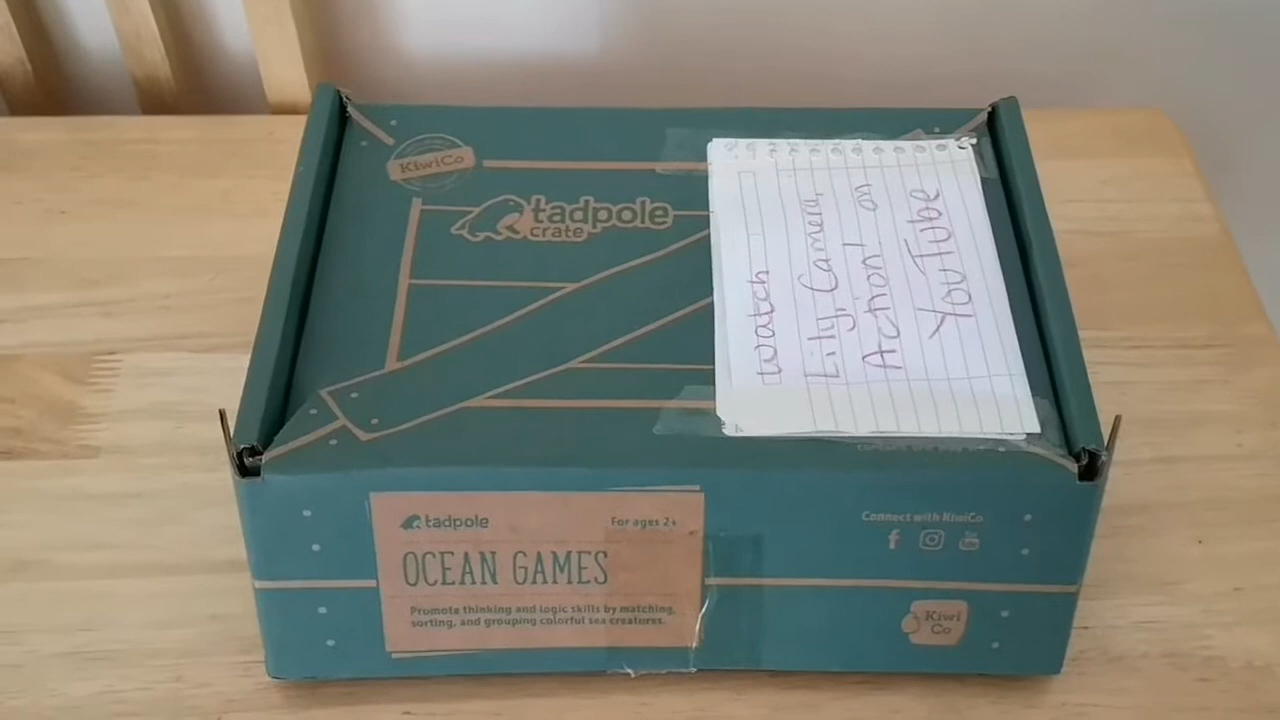 KiwiCo
tadpole
crate
watch
Lily, Camera,
Action! on
YouTube
tadpole
For ages 2+
OCEAN GAMES
Promote thinking and logic skills by matching,
sorting, and grouping colorful sea creatures.
Connect with KiwiCo
Kiwi
Co